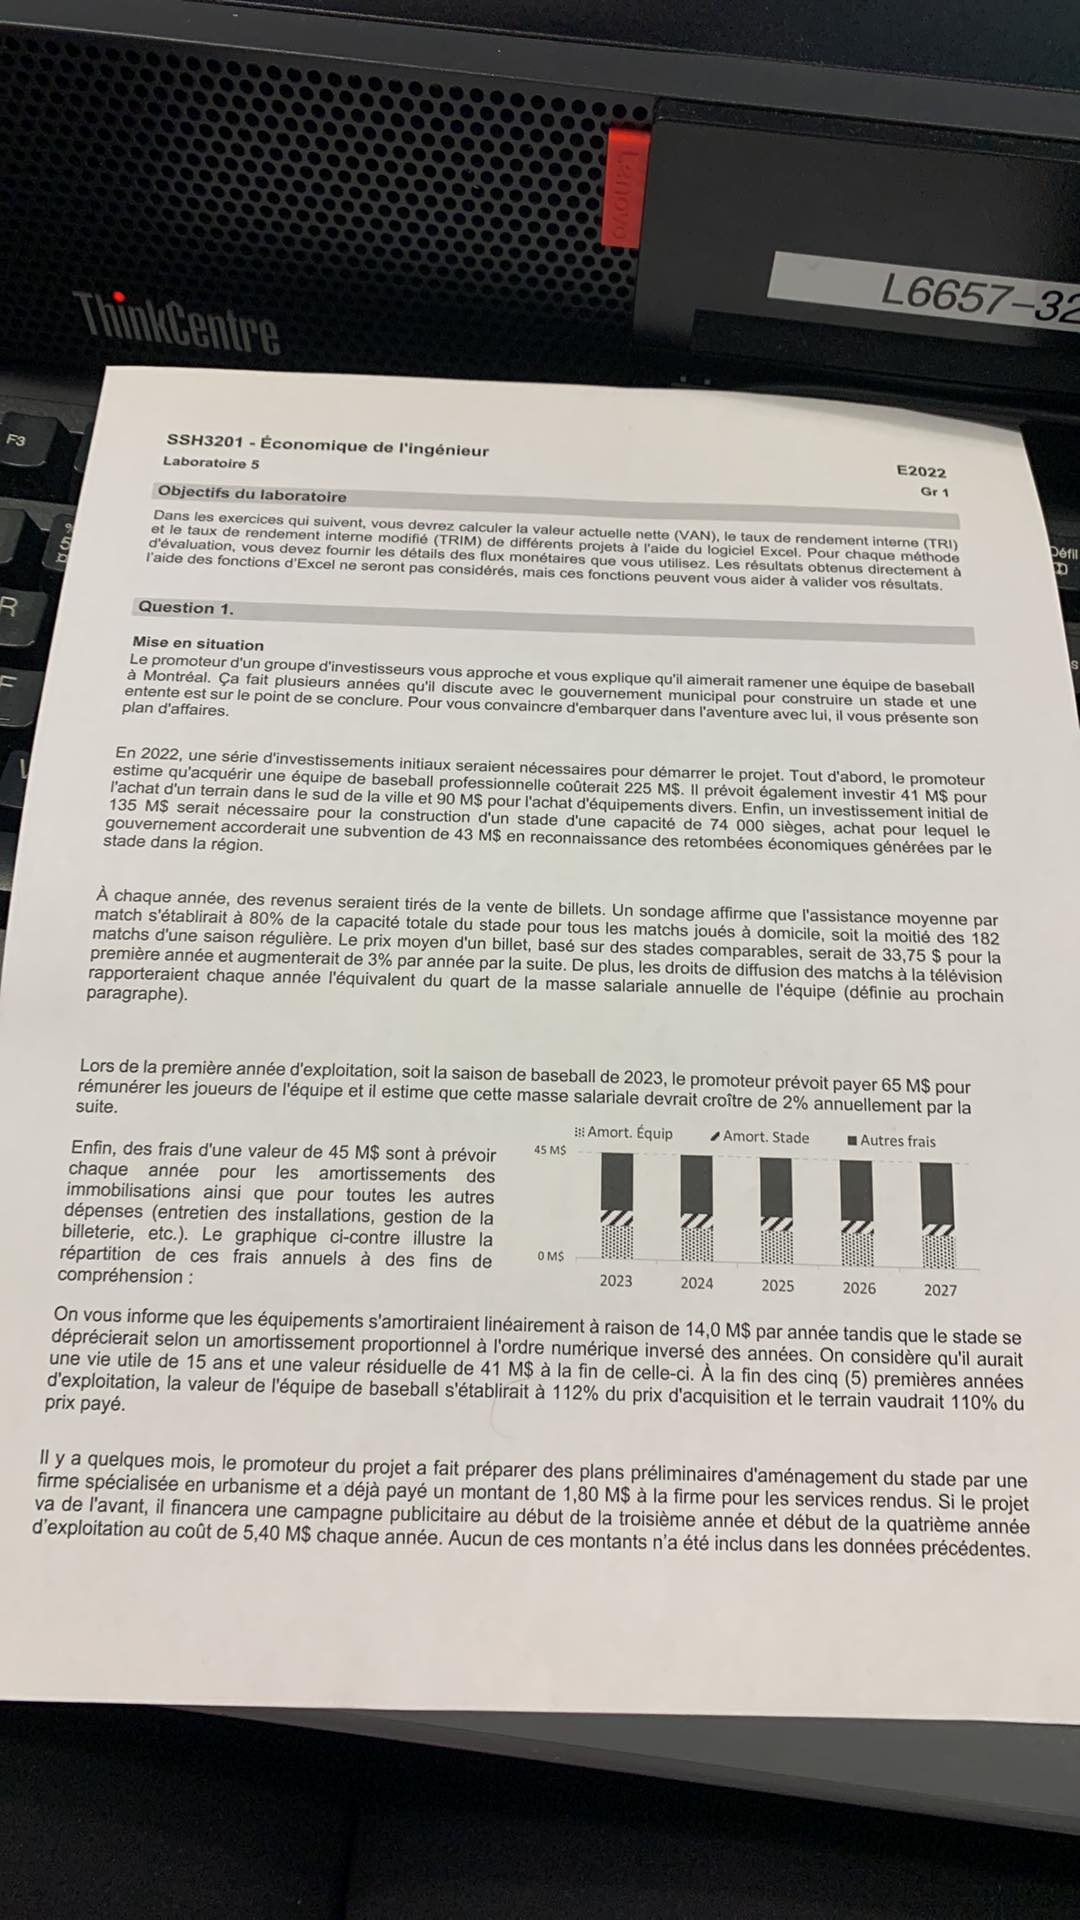 Lenovo
L6657-32
ThinkCentre
F3
%
5
R
F
Défil
SSH3201 - Économique de l'ingénieur
E2022
Laboratoire 5
Gr 1
Objectifs du laboratoire
Dans les exercices qui suivent, vous devrez calculer la valeur actuelle nette (VAN), le taux de rendement interne (TRI)
et le taux de rendement interne modifié (TRIM) de différents projets à l'aide du logiciel Excel. Pour chaque méthode
d'évaluation, vous devez fournir les détails des flux monétaires que vous utilisez. Les résultats obtenus directement à
l'aide des fonctions d'Excel ne seront pas considérés, mais ces fonctions peuvent vous aider à valider vos résultats.
Question 1.
Mise en situation
Le promoteur d'un groupe d'investisseurs vous approche et vous explique qu'il aimerait ramener une équipe de baseball
à Montréal. Ça fait plusieurs années qu'il discute avec le gouvernement municipal pour construire un stade et une
entente est sur le point de se conclure. Pour vous convaincre d'embarquer dans l'aventure avec lui, il vous présente son
plan d'affaires.
En 2022, une série d'investissements initiaux seraient nécessaires pour démarrer le projet. Tout d'abord, le promoteur
estime qu'acquérir une équipe de baseball professionnelle coûterait 225 M$. Il prévoit également investir 41 M$ pour
l'achat d'un terrain dans le sud de la ville et 90 M$ pour l'achat d'équipements divers. Enfin, un investissement initial de
135 M$ serait nécessaire pour la construction d'un stade d'une capacité de 74 000 sièges, achat pour lequel le
gouvernement accorderait une subvention de 43 M$ en reconnaissance des retombées économiques générées par le
stade dans la région.
À chaque année, des revenus seraient tirés de la vente de billets. Un sondage affirme que l'assistance moyenne par
match s'établirait à 80% de la capacité totale du stade pour tous les matchs joués à domicile, soit la moitié des 182
matchs d'une saison régulière. Le prix moyen d'un billet, basé sur des stades comparables, serait de 33,75 $ pour la
première année et augmenterait de 3% par année par la suite. De plus, les droits de diffusion des matchs à la télévision
rapporteraient chaque année l'équivalent du quart de la masse salariale annuelle de l'équipe (définie au prochain
paragraphe).
Lors de la première année d'exploitation, soit la saison de baseball de 2023, le promoteur prévoit payer 65 M$ pour
rémunérer les joueurs de l'équipe et il estime que cette masse salariale devrait croître de 2% annuellement par la
suite.
Enfin, des frais d'une valeur de 45 M$ sont à prévoir
chaque année pour les amortissements des
immobilisations ainsi que pour toutes les autres
dépenses (entretien des installations, gestion de la
billeterie, etc.). Le graphique ci-contre illustre la
répartition de ces frais annuels à des fins de
compréhension :
Amort. Équip Amort. Stade Autres frais
45 M$
0 M$
2023 2024 2025 2026 2027
On vous informe que les équipements s'amortiraient linéairement à raison de 14,0 M$ par année tandis que le stade se
déprécierait selon un amortissement proportionnel à l'ordre numérique inversé des années. On considère qu'il aurait
une vie utile de 15 ans et une valeur résiduelle de 41 M$ à la fin de celle-ci. À la fin des cinq (5) premières années
d'exploitation, la valeur de l'équipe de baseball s'établirait à 112% du prix d'acquisition et le terrain vaudrait 110% du
prix payé.
Il y a quelques mois, le promoteur du projet a fait préparer des plans préliminaires d'aménagement du stade par une
firme spécialisée en urbanisme et a déjà payé un montant de 1,80 M$ à la firme pour les services rendus. Si le projet
va de l'avant, il financera une campagne publicitaire au début de la troisième année et début de la quatrième année
d'exploitation au coût de 5,40 M$ chaque année. Aucun de ces montants n'a été inclus dans les données précédentes.